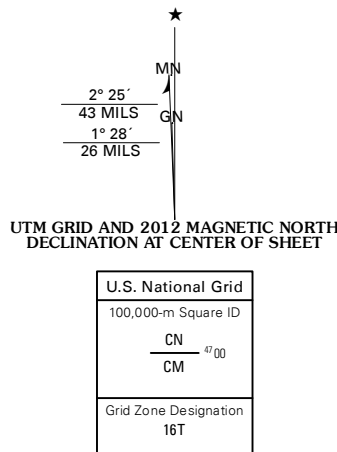 ★
MN
2° 25´
43 MILS
GN
1° 28´
26 MILS
UTM GRID AND 2012 MAGNETIC NORTH
DECLINATION AT CENTER OF SHEET
U.S. National Grid
100,000-m Square ID
CN
4700
CM
Grid Zone Designation
16T